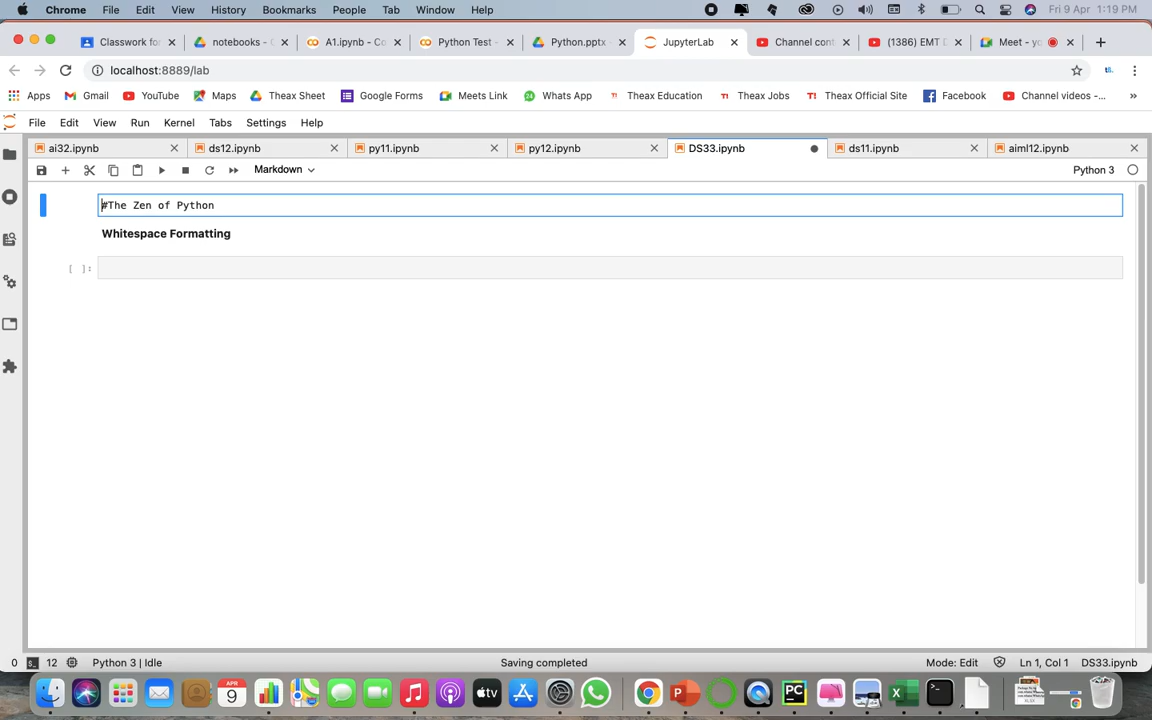 Chrome File Edit View History Bookmarks People Tab Window Help Fri 9 Apr 1:19 PM
Classwork for notebooks - G A1.ipynb - Co Python Test - Python.pptx - JupyterLab Channel cont (1386) EMT D Meet - yo
localhost:8889/lab
Apps Gmail YouTube Maps Theax Sheet Google Forms Meets Link Whats App Theax Education Theax Jobs Theax Official Site Facebook Channel videos -... »
File Edit View Run Kernel Tabs Settings Help
ai32.ipynb ds12.ipynb py11.ipynb py12.ipynb DS33.ipynb ds11.ipynb aiml12.ipynb
Markdown Python 3
#The Zen of Python
Whitespace Formatting
[ ]:
0 12 Python 3 | Idle Saving completed Mode: Edit Ln 1, Col 1 DS33.ipynb
APR
9
PC